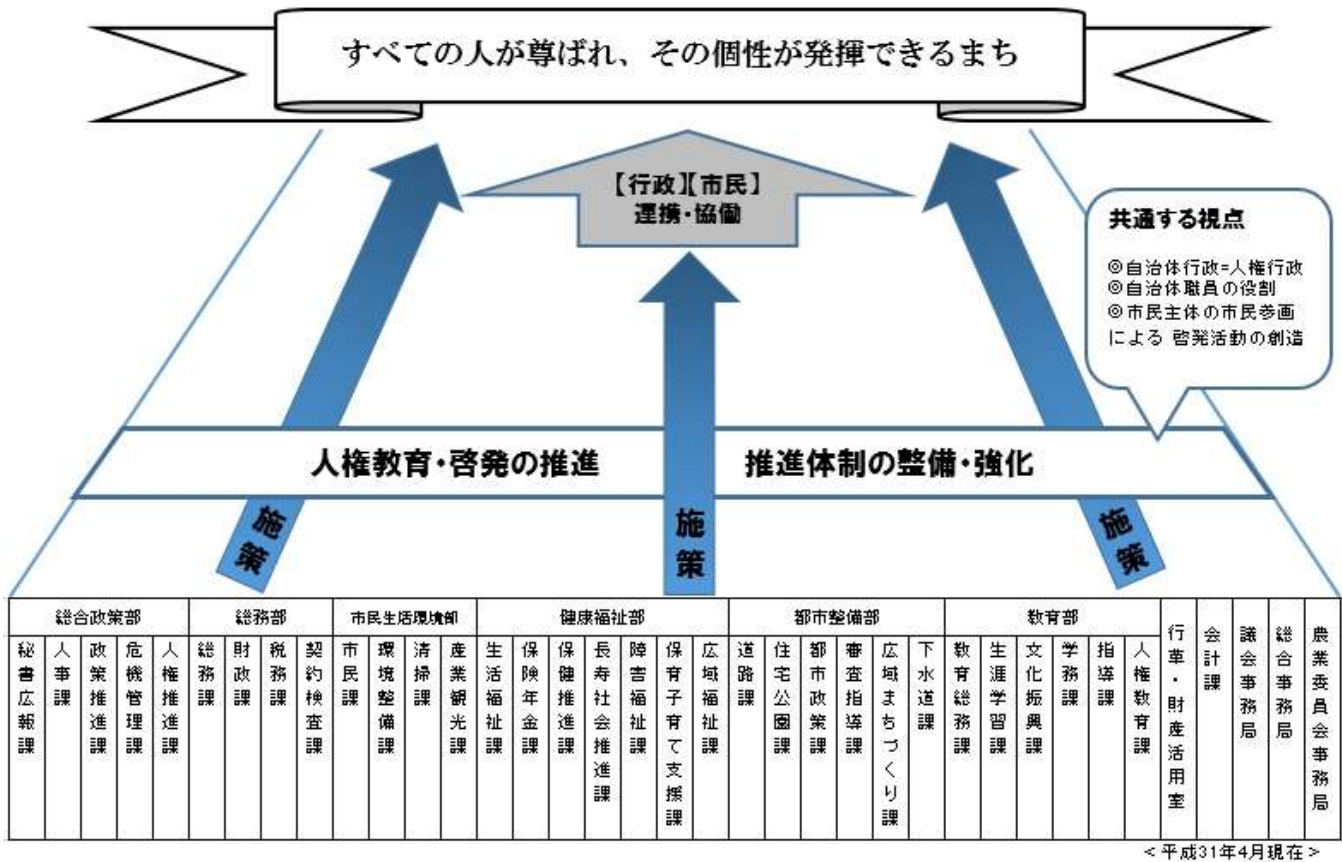 すべての人が尊ばれ、その個性が発揮できるまち
【行政】【市民】
連携・協働
共通する視点
◎自治体行政=人権行政
◎自治体職員の役割
◎市民主体の市民参画
による 啓発活動の創造
人権教育・啓発の推進
推進体制の整備・強化
施策
施策
施策
総合政策部
総務部
市民生活環境部
健康福祉部
都市整備部
教育部
秘書広報課
人事課
政策推進課
危機管理課
人権推進課
総務課
財政課
税務課
契約検査課
市民課
環境整備課
清掃課
産業観光課
生活福祉課
保険年金課
保健推進課
長寿社会推進課
障害福祉課
保育子育て支援課
広域福祉課
道路課
住宅公園課
都市政策課
審査指導課
広域まちづくり課
下水道課
教育総務課
生涯学習課
文化振興課
学務課
指導課
人権教育課
行革・財産活用室
会計課
議会事務局
総合事務局
農業委員会事務局
<平成31年4月現在>